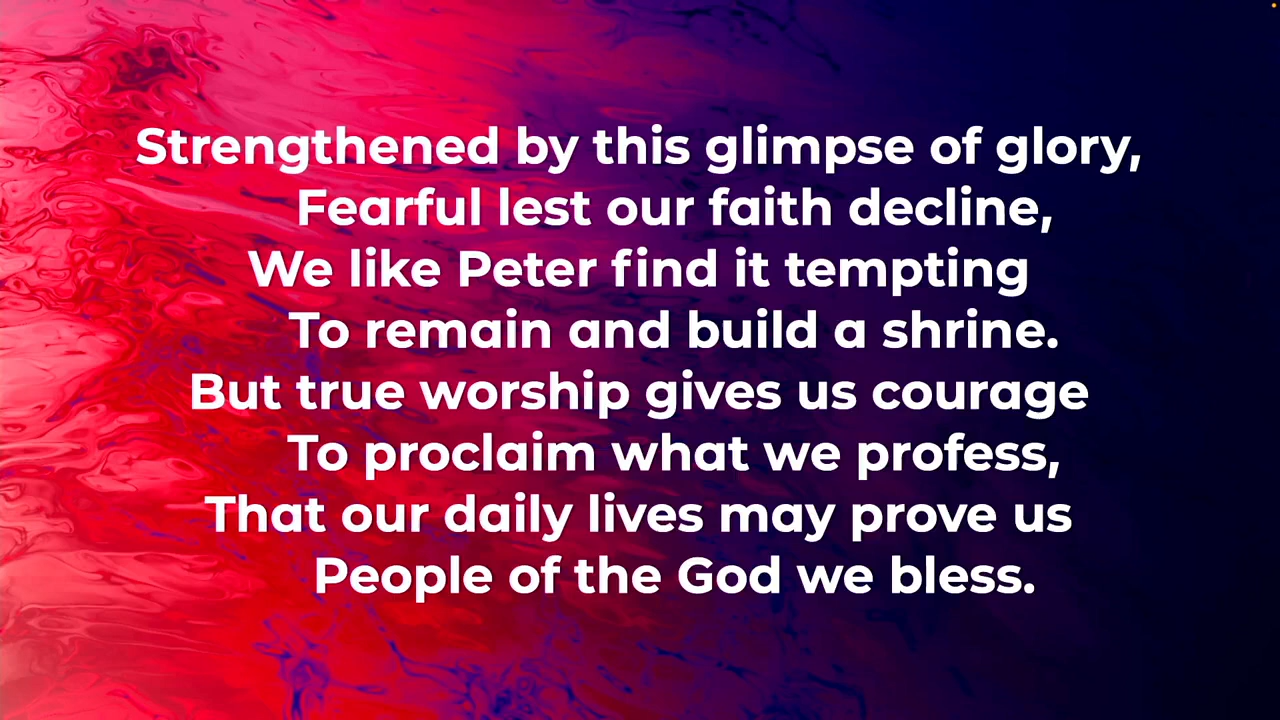 Strengthened by this glimpse of glory,
Fearful lest our faith decline,
We like Peter find it tempting
To remain and build a shrine.
But true worship gives us courage
To proclaim what we profess,
That our daily lives may prove us
People of the God we bless.